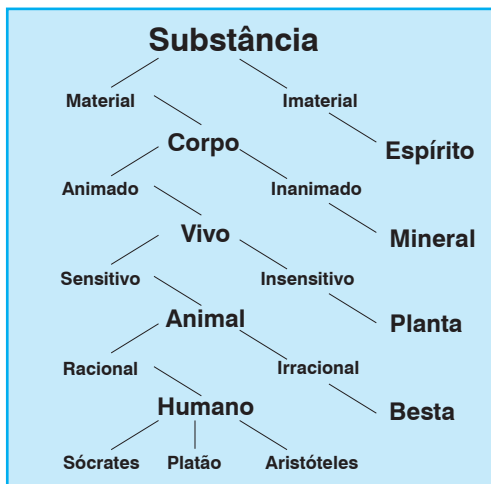 Substância
Material Imaterial
Corpo Espírito
Animado Inanimado
Vivo Mineral
Sensitivo Insensitivo
Animal Planta
Racional Irracional
Humano Besta
Sócrates Platão Aristóteles